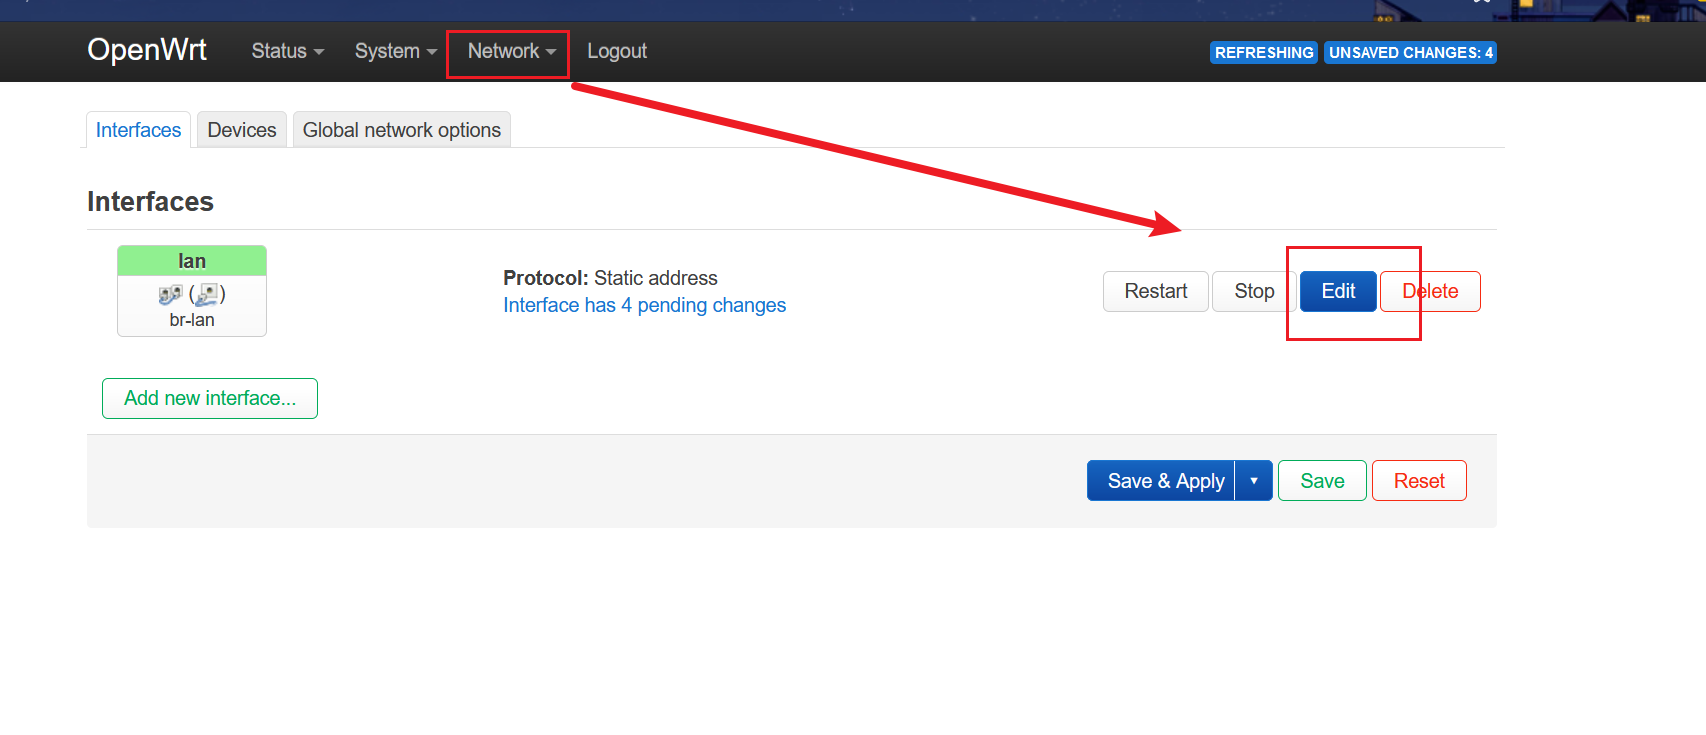 OpenWrt Status System Network Logout REFRESHING UNSAVED CHANGES: 4
Interfaces Devices Global network options
Interfaces
lan
Protocol: Static address
Restart Stop Edit Delete
( )
Interface has 4 pending changes
br-lan
Add new interface...
Save & Apply Save Reset